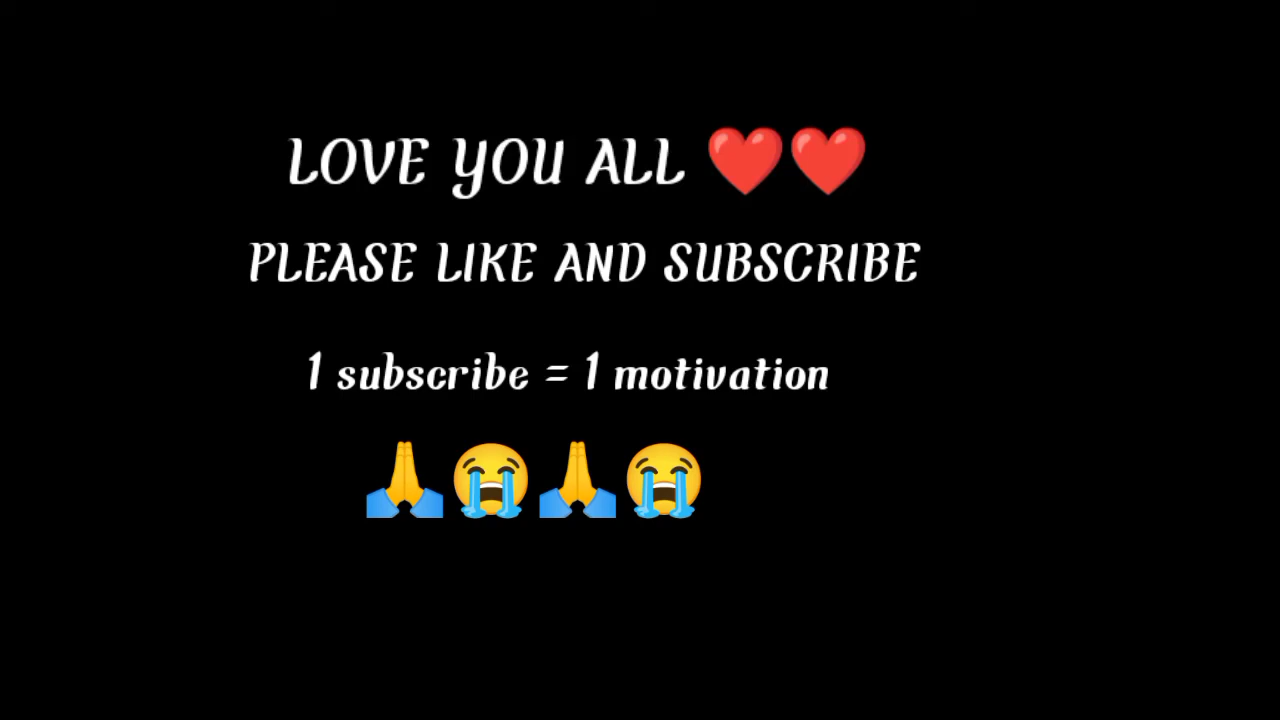 LOVE YOU ALL ❤️❤️
PLEASE LIKE AND SUBSCRIBE
1 subscribe = 1 motivation
🙏😭🙏😭